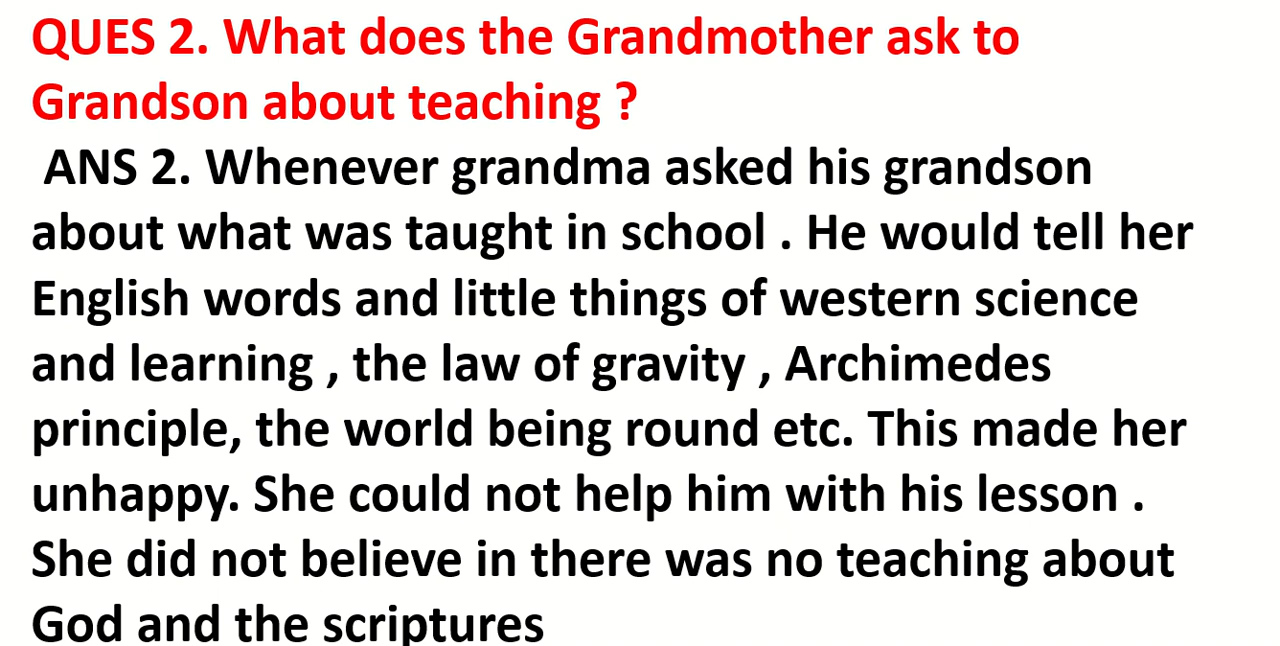 QUES 2. What does the Grandmother ask to
Grandson about teaching ?
ANS 2. Whenever grandma asked his grandson
about what was taught in school . He would tell her
English words and little things of western science
and learning , the law of gravity , Archimedes
principle, the world being round etc. This made her
unhappy. She could not help him with his lesson .
She did not believe in there was no teaching about
God and the scriptures